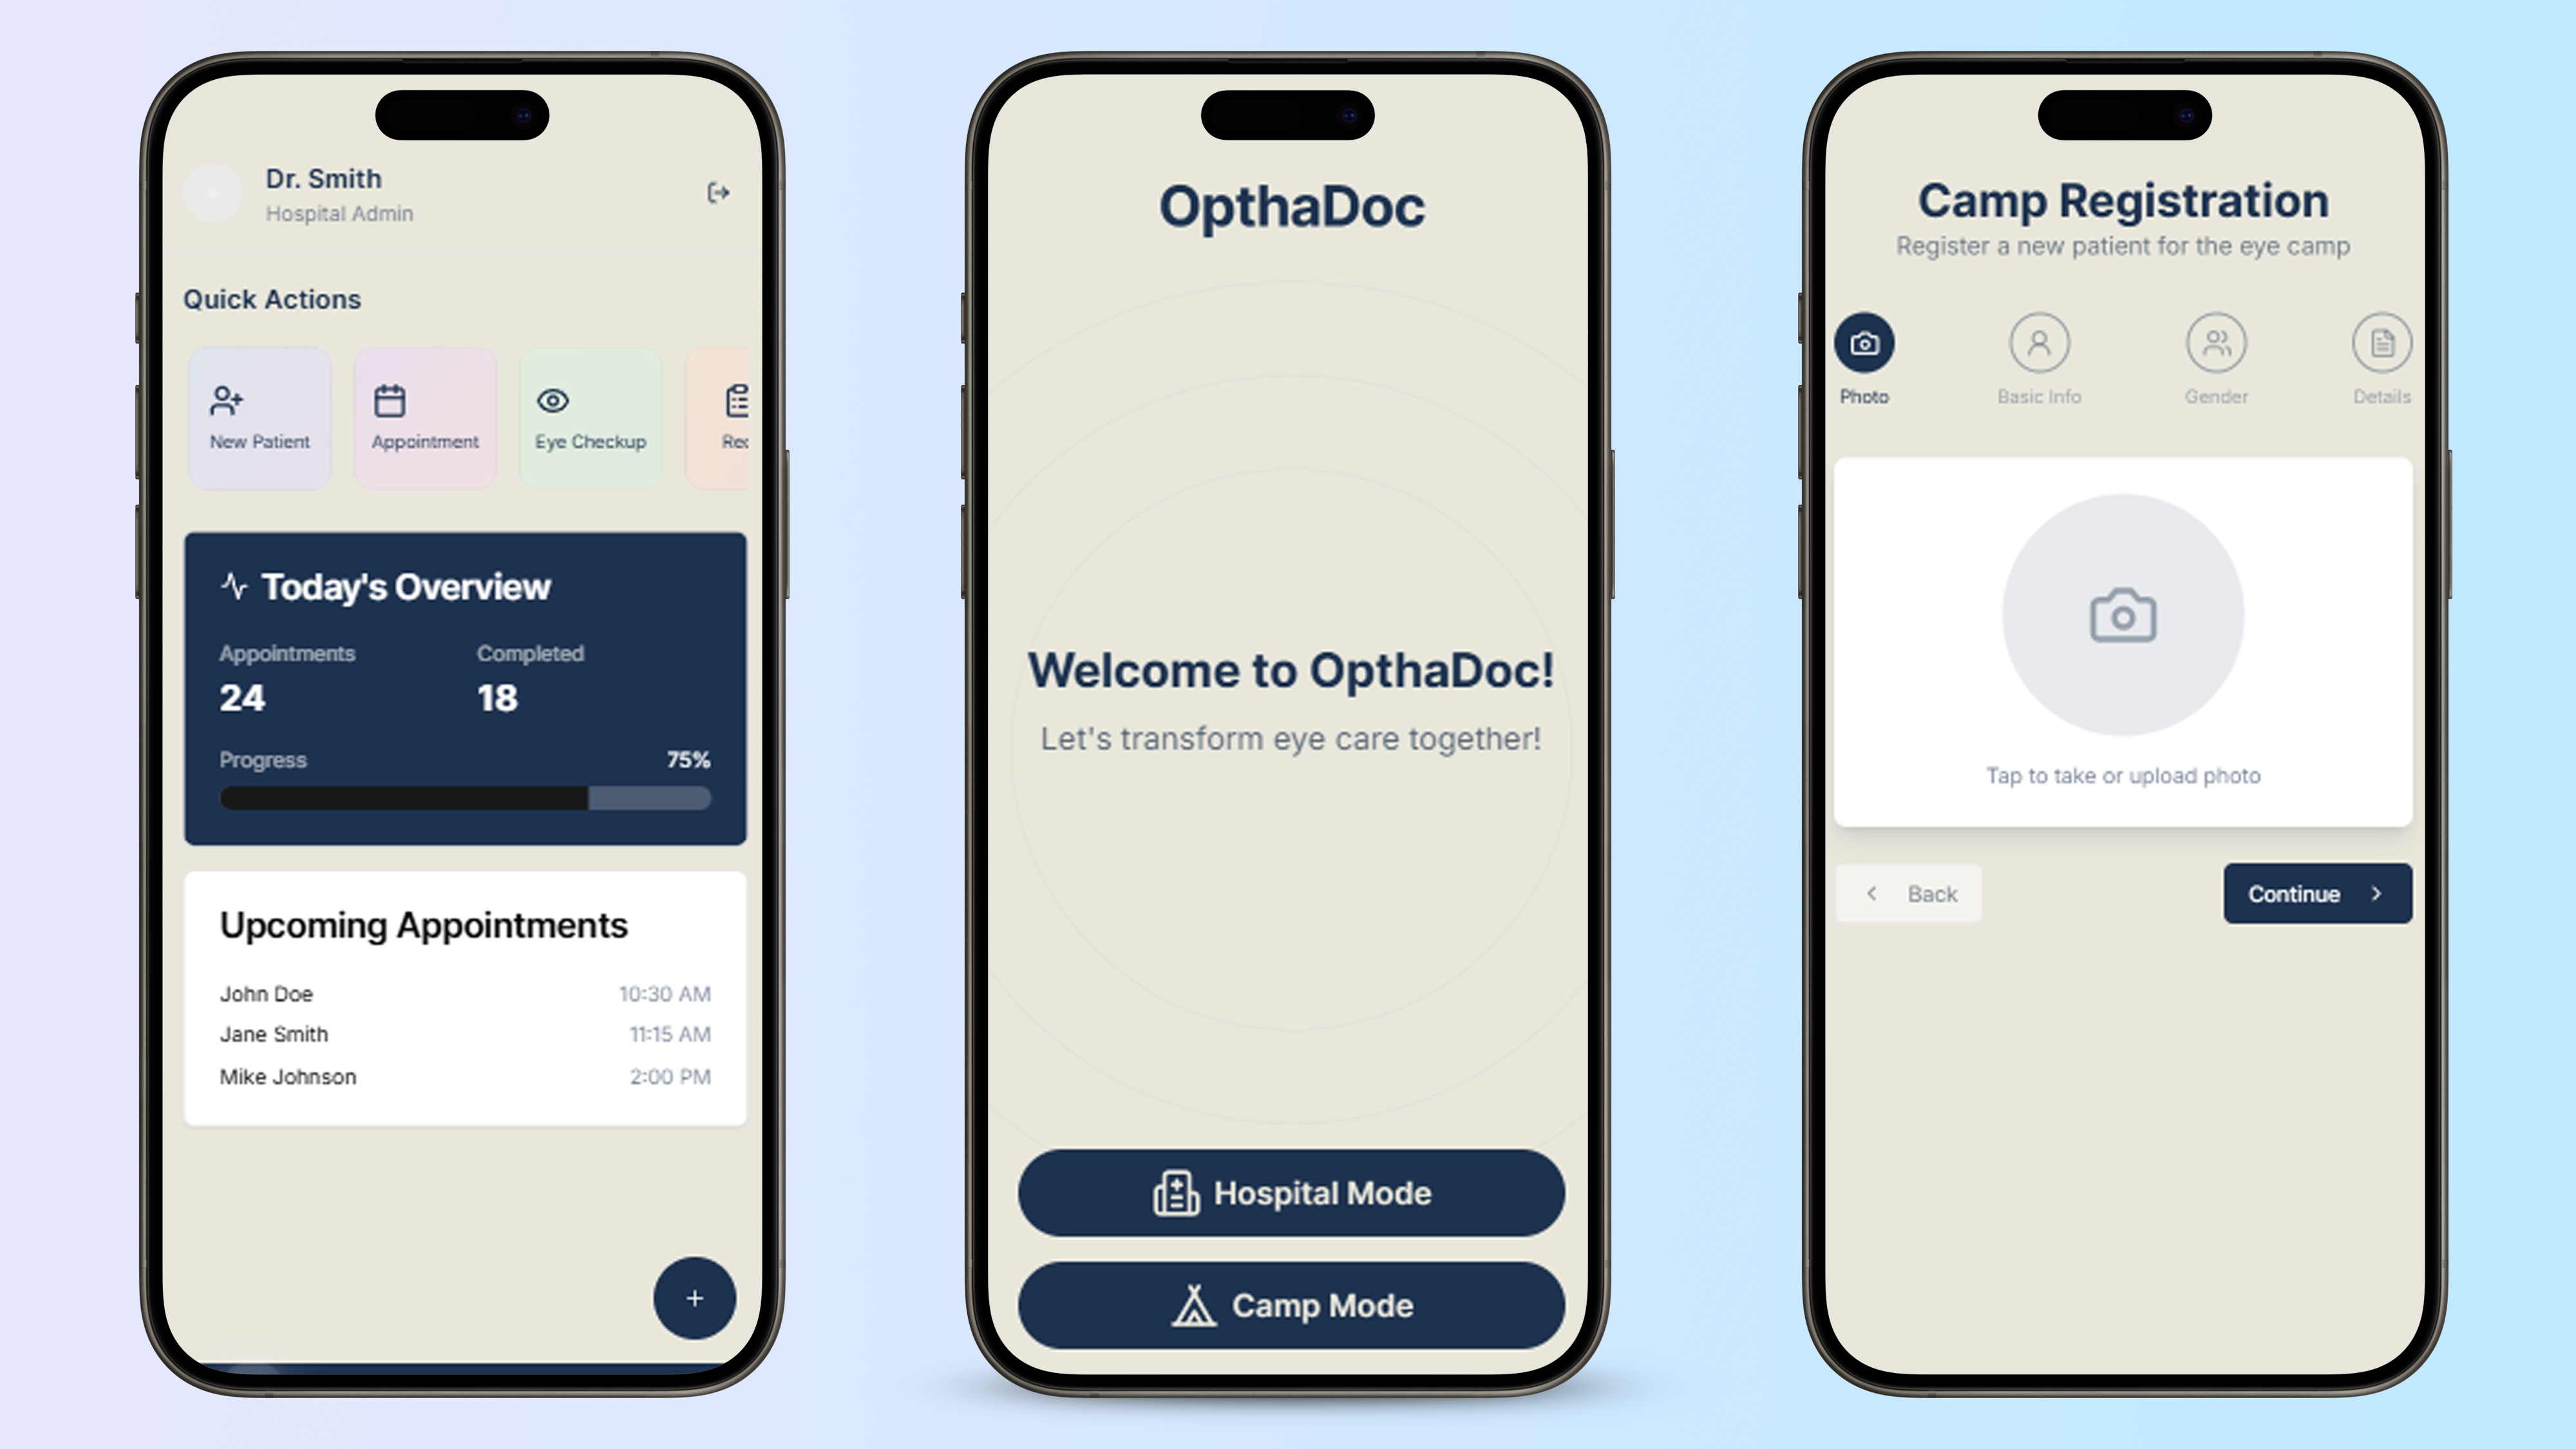 Dr. Smith
Hospital Admin
Quick Actions
New Patient
Appointment
Eye Checkup
Rec
Today's Overview
Appointments
Completed
24
18
Progress
75%
Upcoming Appointments
John Doe
10:30 AM
Jane Smith
11:15 AM
Mike Johnson
2:00 PM
+
OpthaDoc
Welcome to OpthaDoc!
Let's transform eye care together!
Hospital Mode
Camp Mode
Camp Registration
Register a new patient for the eye camp
Photo
Basic Info
Gender
Details
Tap to take or upload photo
Back
Continue